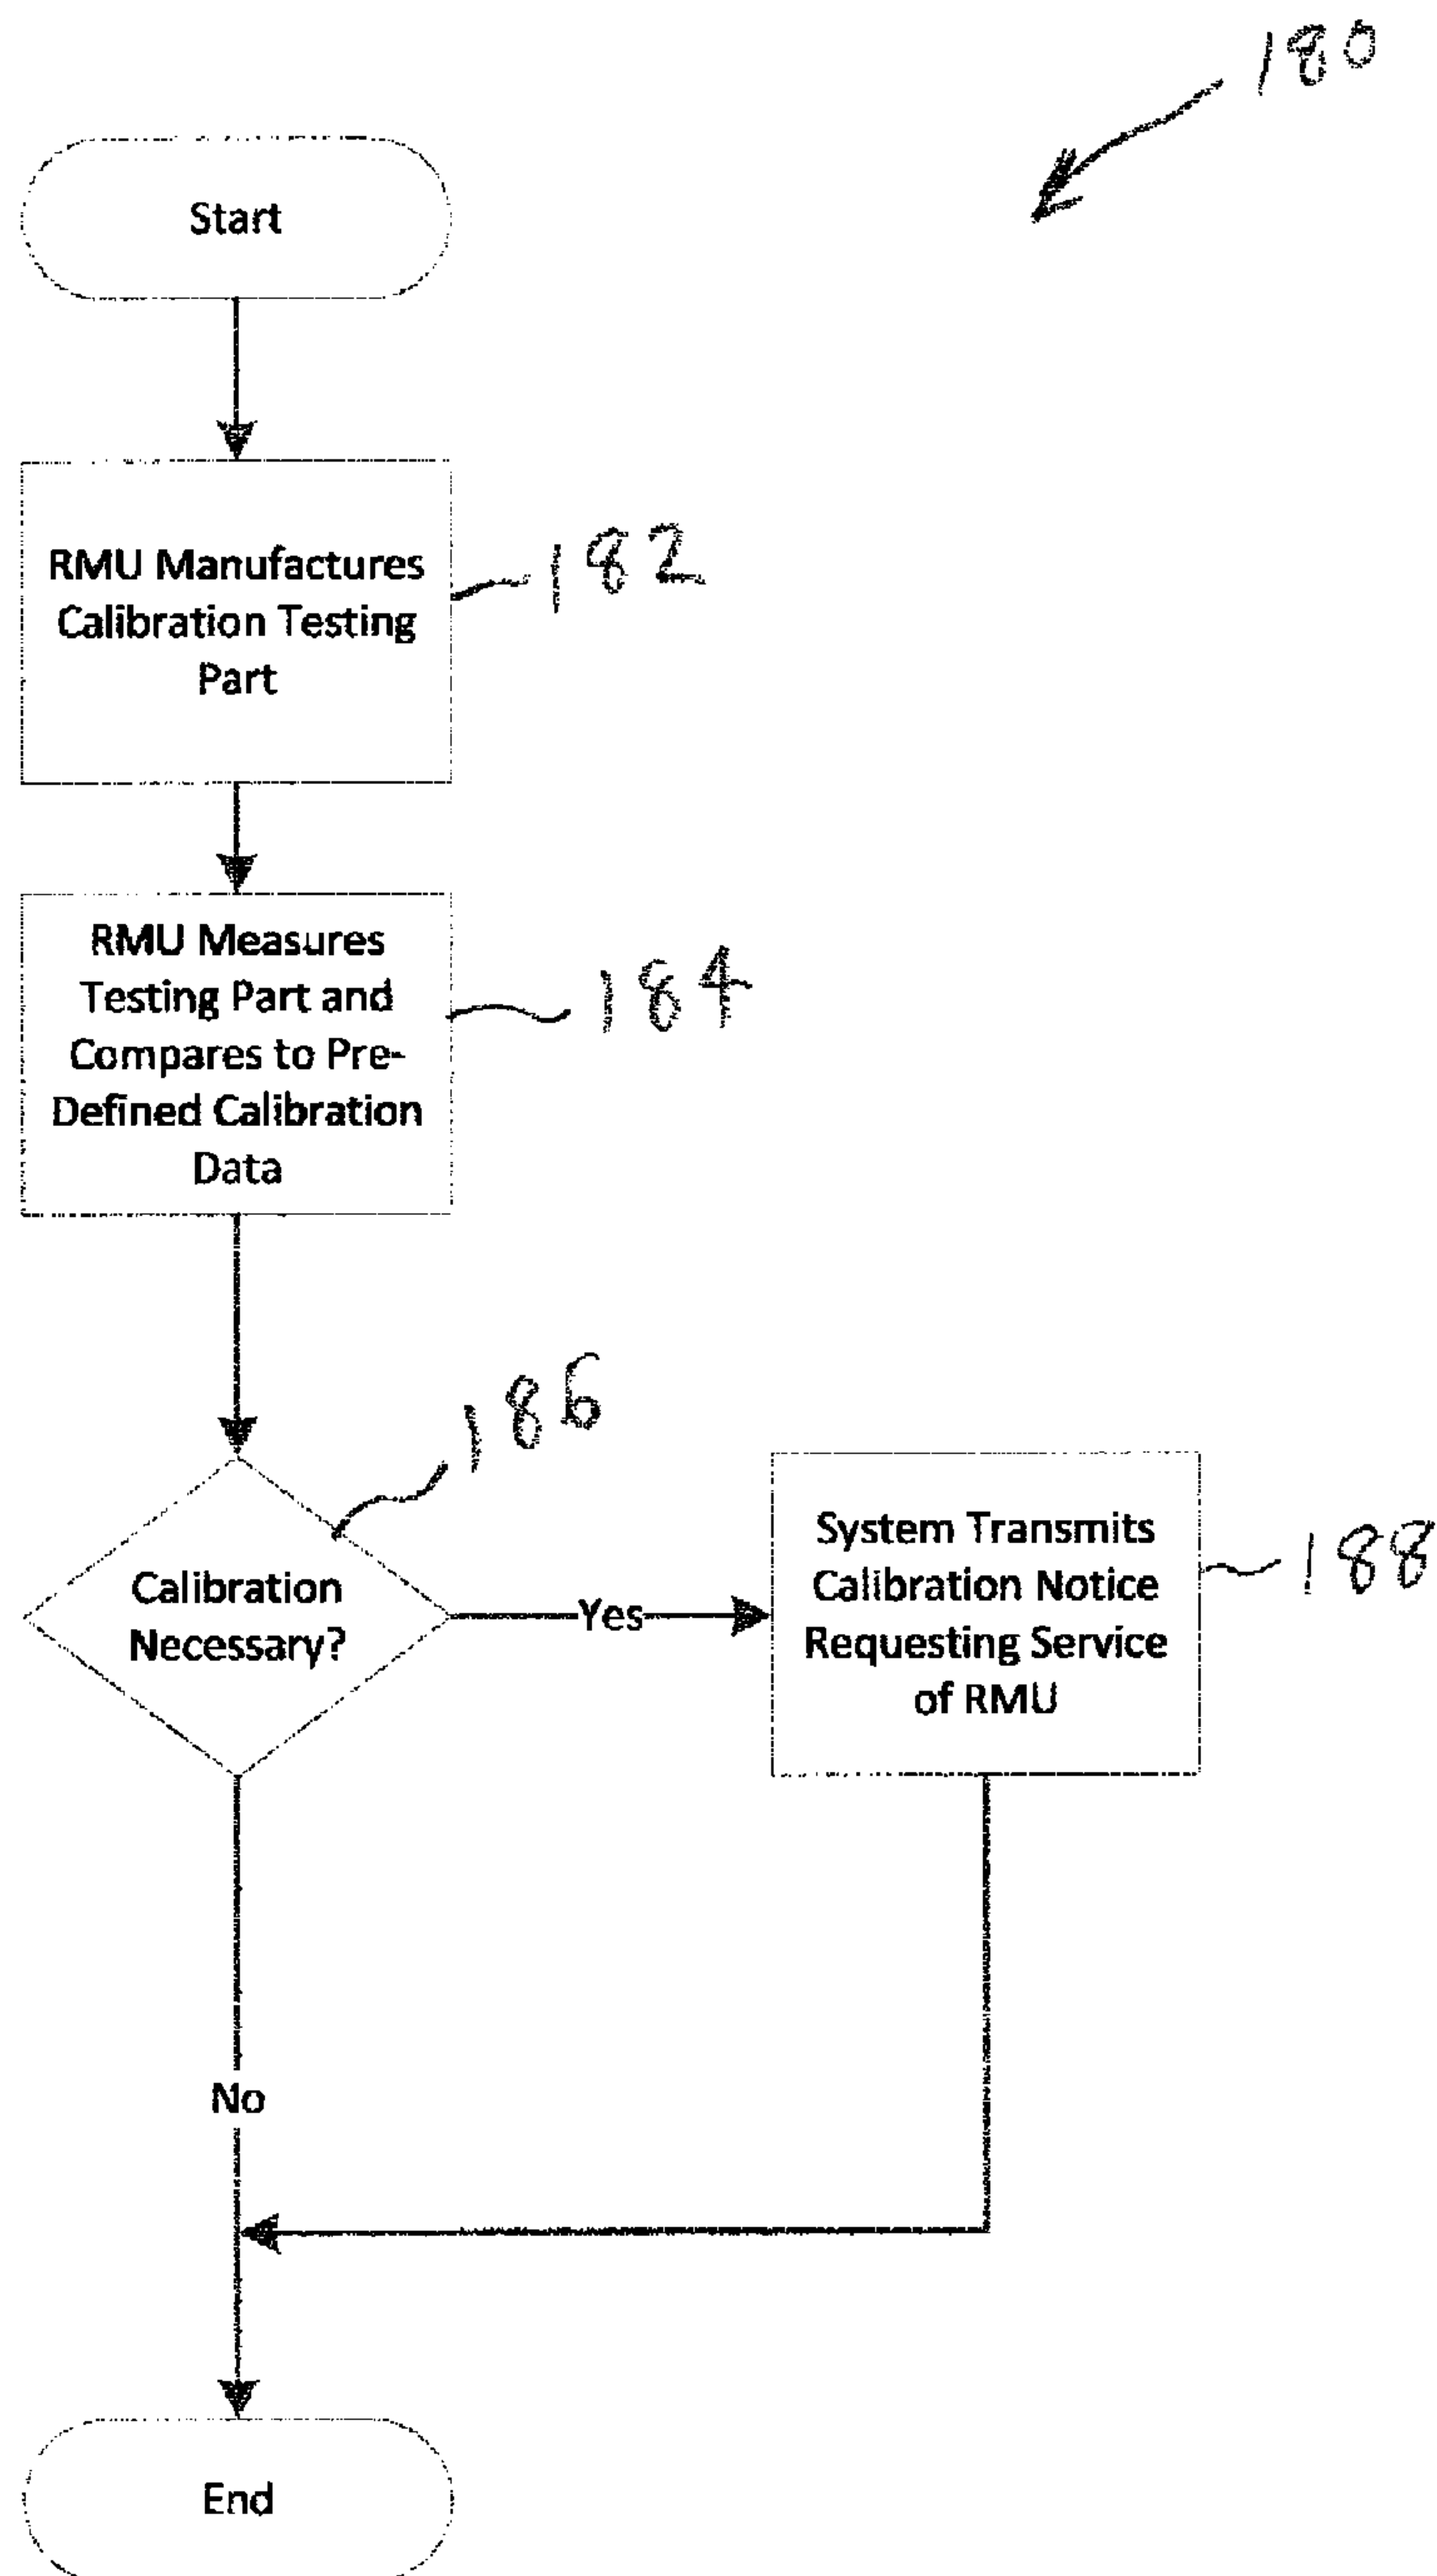 180
Start
RMU Manufactures
Calibration Testing
Part
182
RMU Measures
Testing Part and
Compares to Pre-
Defined Calibration
Data
184
186
Calibration
Necessary?
Yes
System Transmits
Calibration Notice
Requesting Service
of RMU
188
No
End